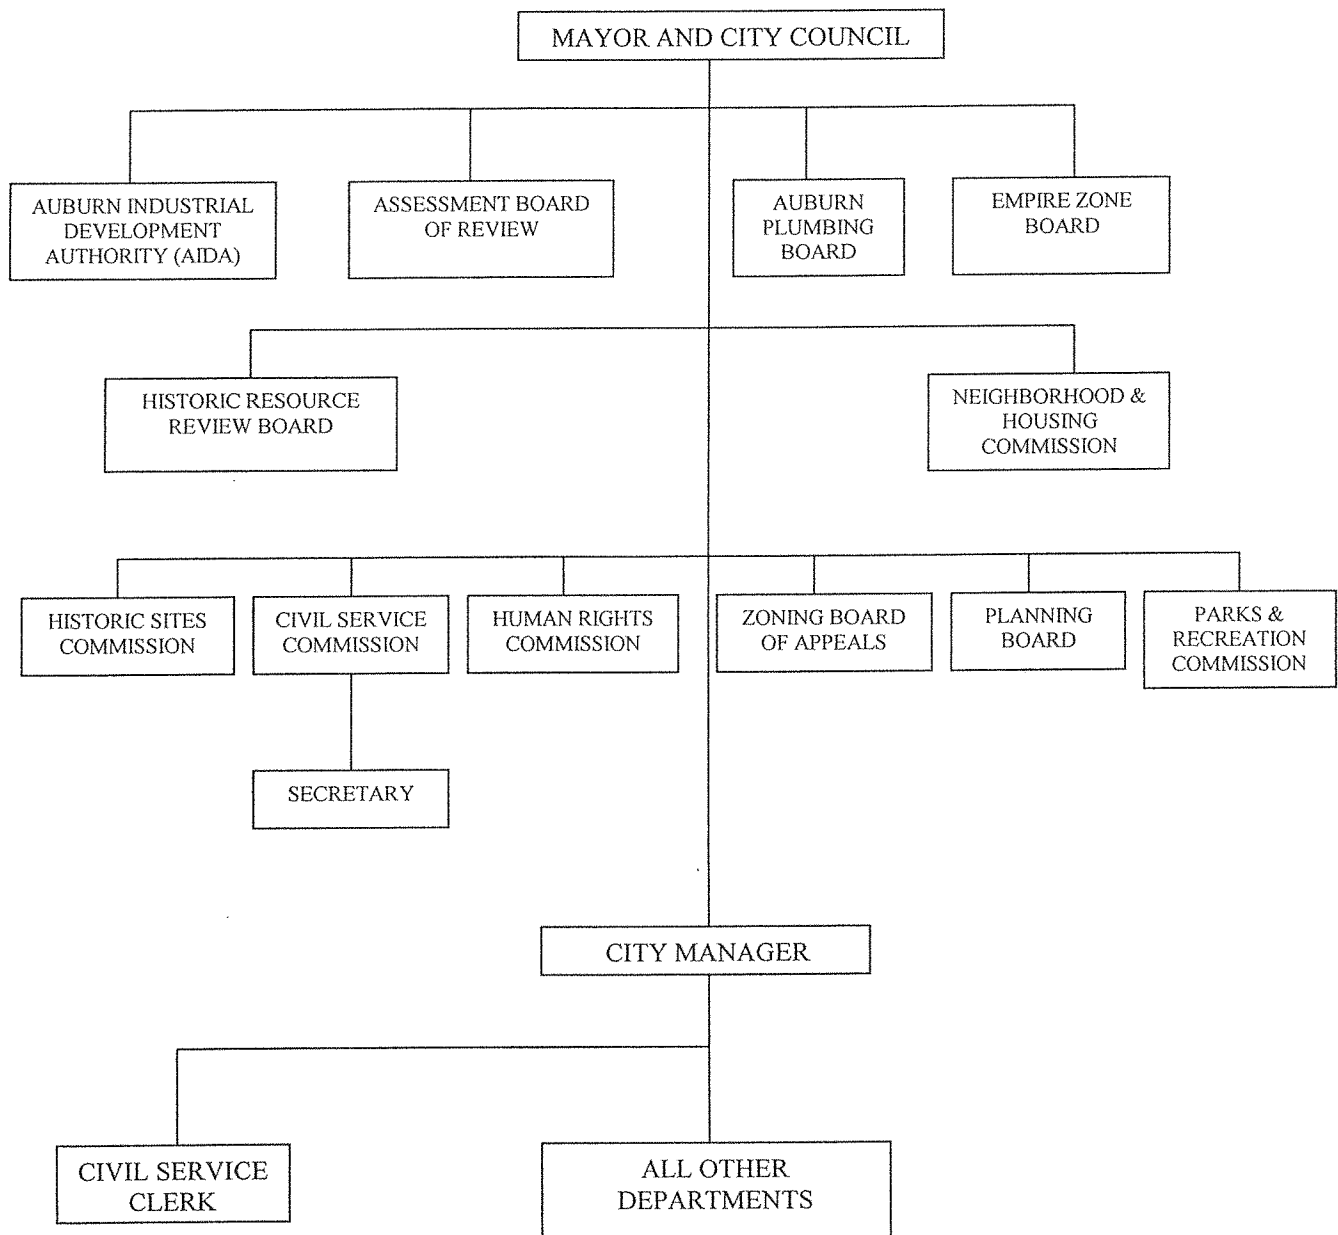 MAYOR AND CITY COUNCIL
AUBURN INDUSTRIAL
DEVELOPMENT
AUTHORITY (AIDA)
ASSESSMENT BOARD
OF REVIEW
AUBURN
PLUMBING
BOARD
EMPIRE ZONE
BOARD
HISTORIC RESOURCE
REVIEW BOARD
NEIGHBORHOOD &
HOUSING
COMMISSION
HISTORIC SITES
COMMISSION
CIVIL SERVICE
COMMISSION
HUMAN RIGHTS
COMMISSION
ZONING BOARD
OF APPEALS
PLANNING
BOARD
PARKS &
RECREATION
COMMISSION
SECRETARY
CITY MANAGER
CIVIL SERVICE
CLERK
ALL OTHER
DEPARTMENTS